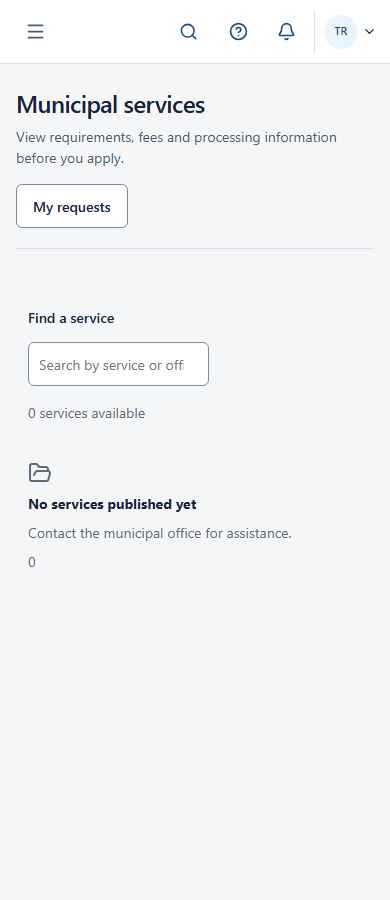 TR
Municipal services
View requirements, fees and processing information
before you apply.
My requests
Find a service
Search by service or off
0 services available
No services published yet
Contact the municipal office for assistance.
0